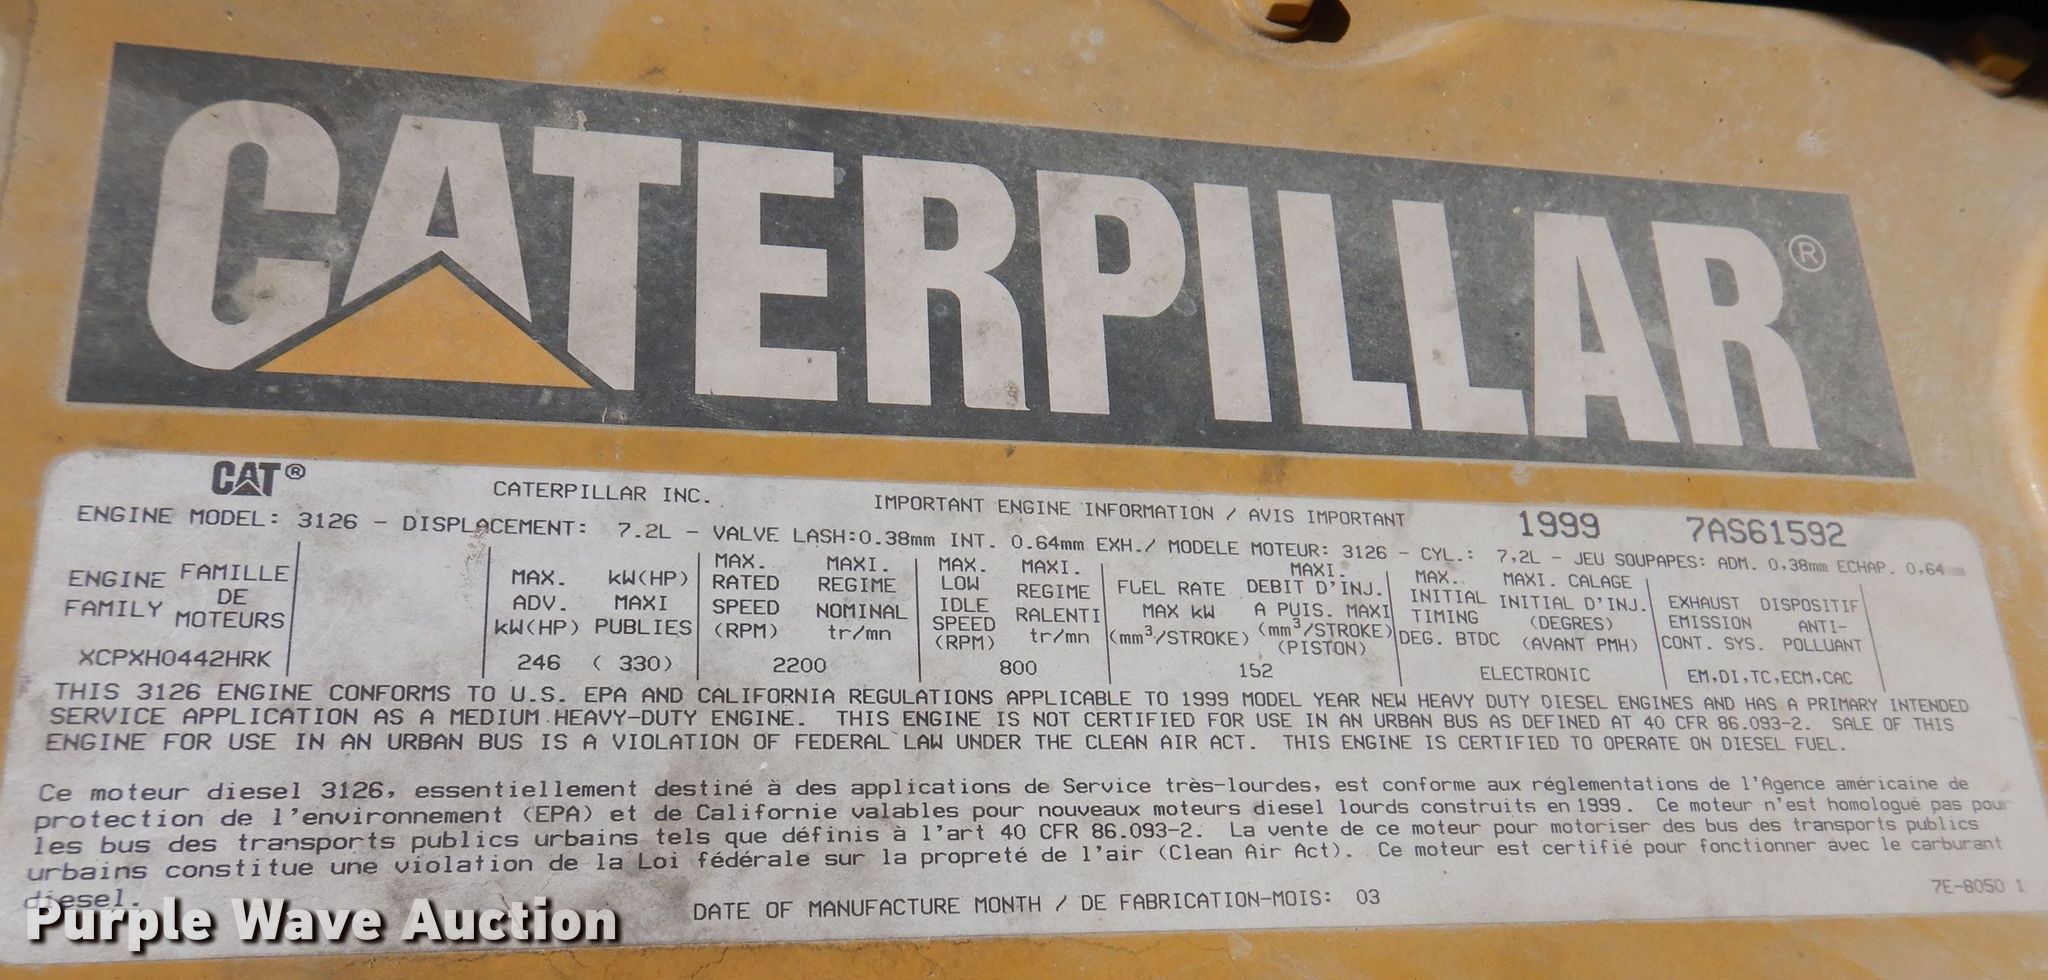 CATERPILLAR®
CAT® CATERPILLAR INC. IMPORTANT ENGINE INFORMATION / AVIS IMPORTANT 1999 7AS61592
ENGINE MODEL: 3126 - DISPLACEMENT: 7.2L - VALVE LASH:0.38mm INT. 0.64mm EXH./ MODELE MOTEUR: 3126 - CYL.: 7,2L - JEU SOUPAPES: ADM. 0,38mm ECHAP. 0,64
ENGINE FAMILY
FAMILLE DE MOTEURS
XCPXH0442HRK
MAX. ADV. kW(HP)
kW(HP) MAXI PUBLIES
246 (330)
MAX. RATED SPEED (RPM)
MAXI. REGIME NOMINAL tr/mn
2200
MAX. LOW IDLE SPEED (RPM)
MAXI. REGIME RALENTI tr/mn
800
FUEL RATE MAX kW (mm³/STROKE)
MAXI. DEBIT D'INJ. A PUIS. MAXI (mm³/STROKE) (PISTON)
152
MAX. INITIAL TIMING DEG. BTDC
MAXI. CALAGE INITIAL D'INJ. (DEGRES) (AVANT PMH)
ELECTRONIC
EXHAUST EMISSION CONT. SYS.
DISPOSITIF ANTI- POLLUANT
EM,DI,TC,ECM,CAC
THIS 3126 ENGINE CONFORMS TO U.S. EPA AND CALIFORNIA REGULATIONS APPLICABLE TO 1999 MODEL YEAR NEW HEAVY DUTY DIESEL ENGINES AND HAS A PRIMARY INTENDED
SERVICE APPLICATION AS A MEDIUM HEAVY-DUTY ENGINE. THIS ENGINE IS NOT CERTIFIED FOR USE IN AN URBAN BUS AS DEFINED AT 40 CFR 86.093-2. SALE OF THIS
ENGINE FOR USE IN AN URBAN BUS IS A VIOLATION OF FEDERAL LAW UNDER THE CLEAN AIR ACT. THIS ENGINE IS CERTIFIED TO OPERATE ON DIESEL FUEL.
Ce moteur diesel 3126, essentiellement destiné à des applications de Service très-lourdes, est conforme aux réglementations de l'Agence américaine de
protection de l'environnement (EPA) et de Californie valables pour nouveaux moteurs diesel lourds construits en 1999. Ce moteur n'est homologué pas pour
les bus des transports publics urbains tels que définis à l'art 40 CFR 86.093-2. La vente de ce moteur pour motoriser des bus des transports publics
urbains constitue une violation de la Loi fédérale sur la propreté de l'air (Clean Air Act). Ce moteur est certifié pour fonctionner avec le carburant
diesel.
7E-8050 1
DATE OF MANUFACTURE MONTH / DE FABRICATION-MOIS: 03
Purple Wave Auction